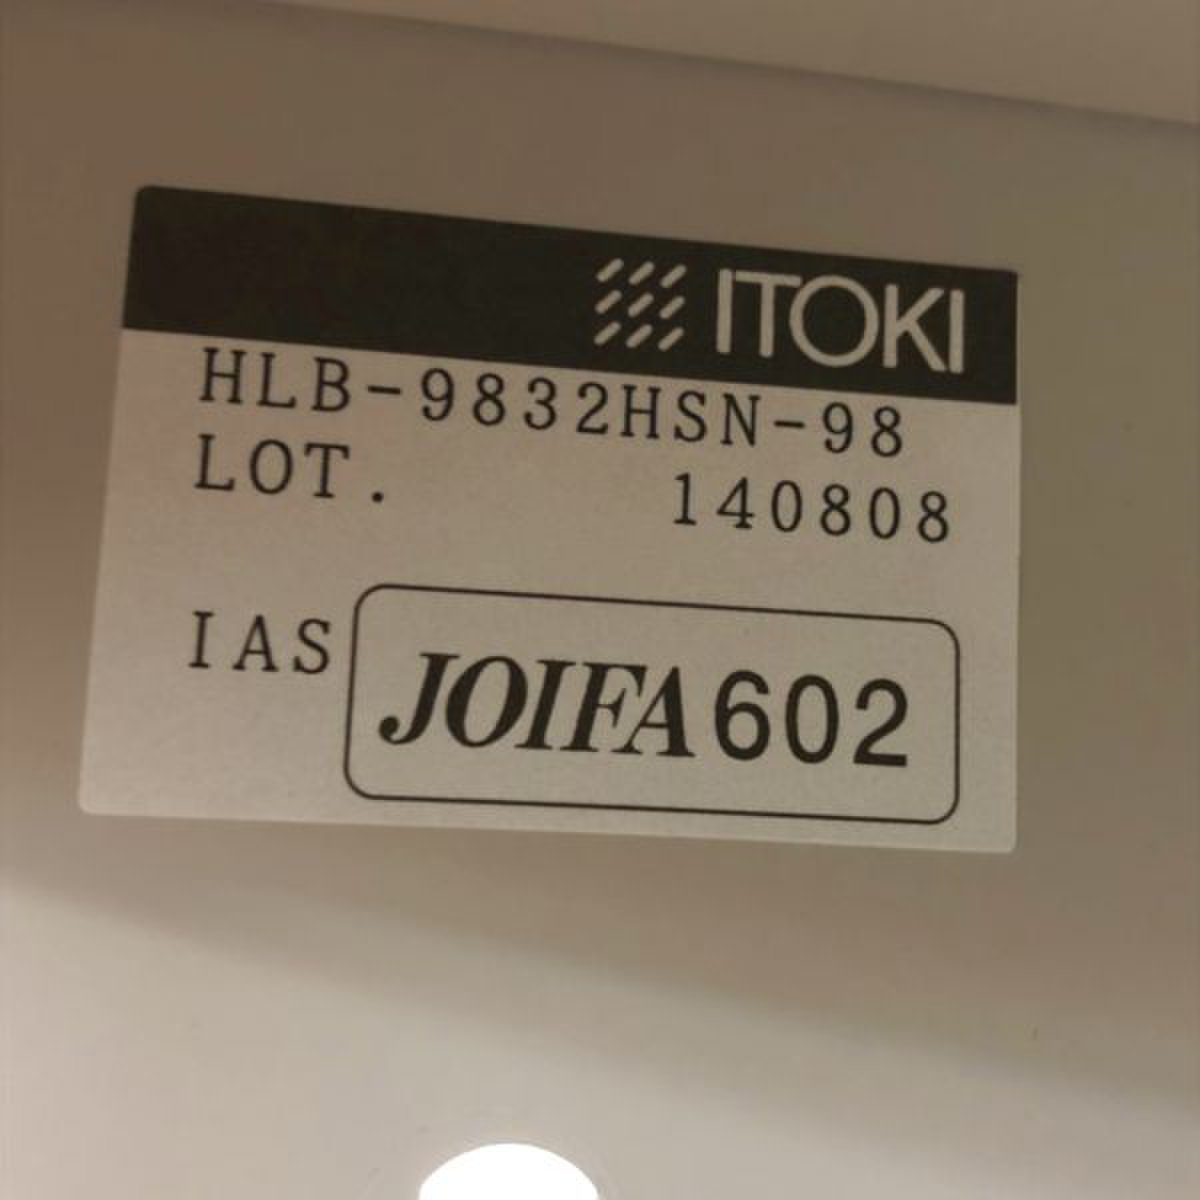 ITOKI
HLB-9832HSN-98
LOT. 140808
IAS JOIFA602